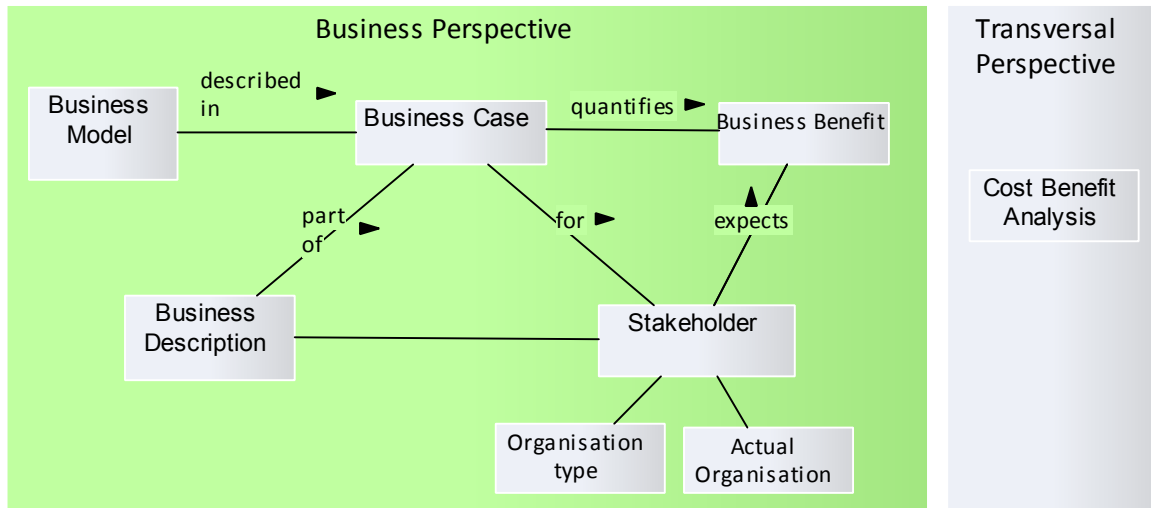 Business Perspective
Transversal
Perspective
described
in
Business
Model
Business Case
quantifies
Business Benefit
Cost Benefit
Analysis
part
of
for
expects
Business
Description
Stakeholder
Organisation
type
Actual
Organisation